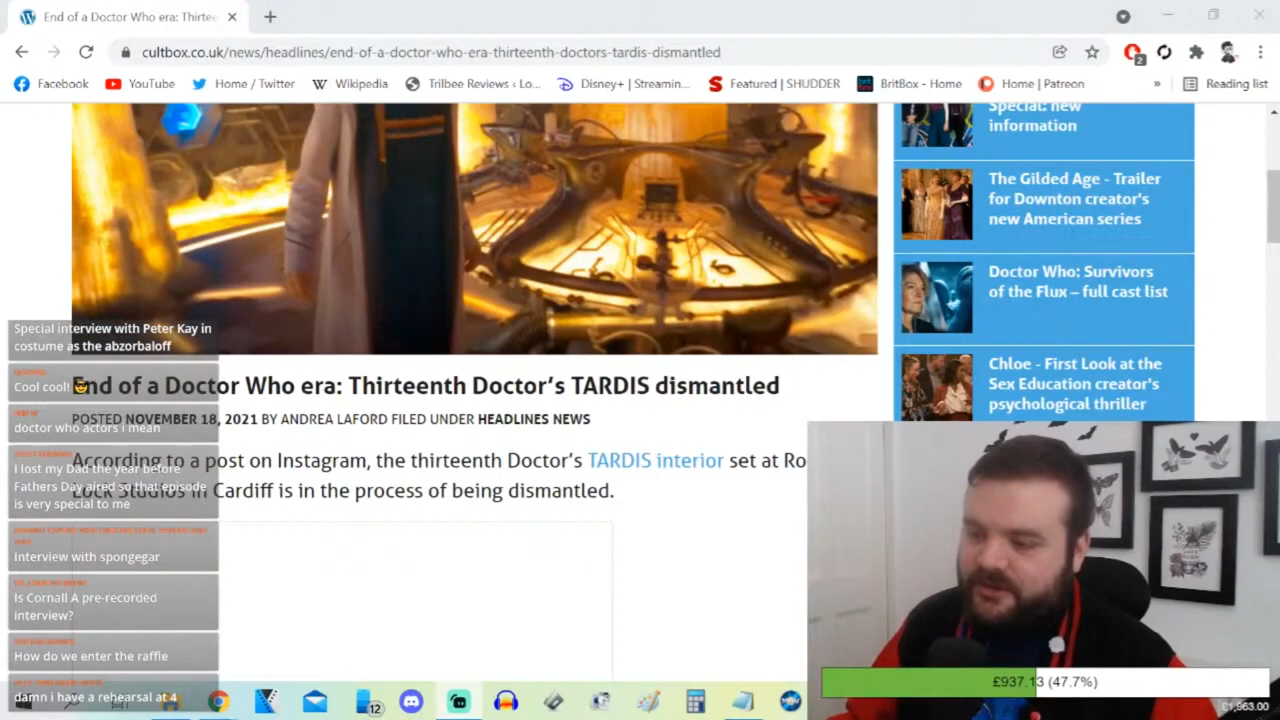 End of a Doctor Who era: Thirtee
cultbox.co.uk/news/headlines/end-of-a-doctor-who-era-thirteenth-doctors-tardis-dismantled
2
Facebook
YouTube
Home / Twitter
Wikipedia
Trilbee Reviews ‹ Lo...
Disney+ | Streamin...
Featured | SHUDDER
BritBox - Home
Home | Patreon
»
Reading list
Special: new
information
The Gilded Age - Trailer
for Downton creator's
new American series
Doctor Who: Survivors
of the Flux – full cast list
Chloe - First Look at the
Sex Education creator's
psychological thriller
End of a Doctor Who era: Thirteenth Doctor's TARDIS dismantled
POSTED NOVEMBER 18, 2021 BY ANDREA LAFORD FILED UNDER HEADLINES NEWS
According to a post on Instagram, the thirteenth Doctor's TARDIS interior set at Ro
Lock Studios in Cardiff is in the process of being dismantled.
Special interview with Peter Kay in
costume as the abzorbaloff
Cool cool! 😎
doctor who actors i mean
I lost my Dad the year before
Fathers Day aired so that episode
is very special to me
Interview with spongegar
Is Cornall A pre-recorded
interview?
How do we enter the raffle
damn i have a rehearsal at 4
12
£937.13 (47.7%)
£1,963.00